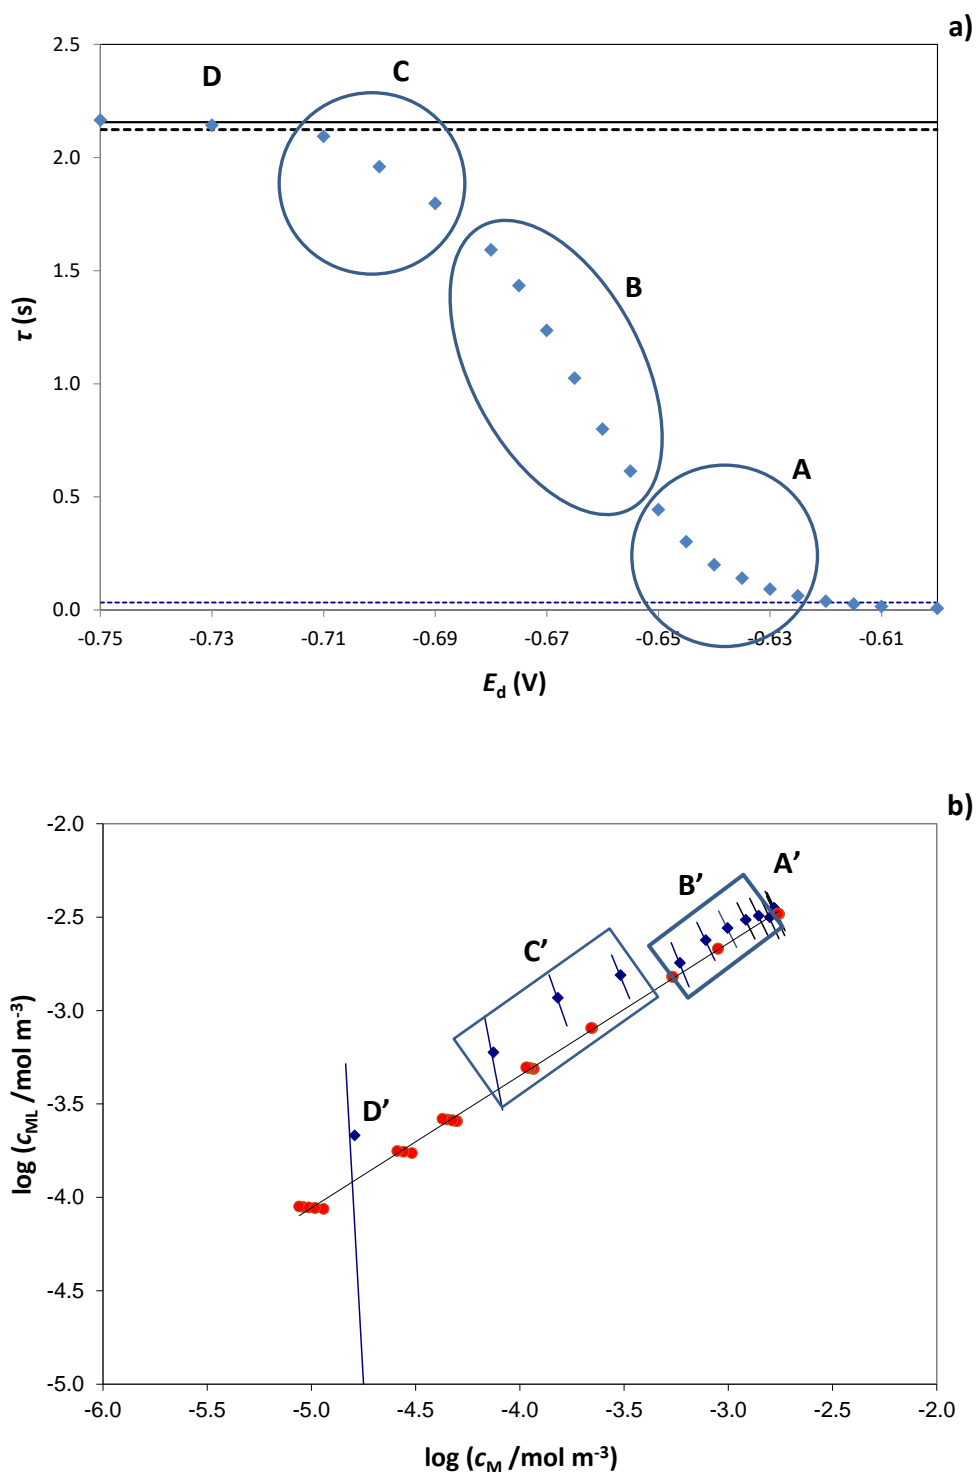 a)
2.5
D
C
2.0
1.5
B
τ (s)
1.0
A
0.5
0.0
-0.75 -0.73 -0.71 -0.69 -0.67 -0.65 -0.63 -0.61
Ed (V)
b)
-2.0
A’
B’
-2.5
C’
-3.0
-3.5
D’
log (cML /mol m-3)
-4.0
-4.5
-5.0
-6.0 -5.5 -5.0 -4.5 -4.0 -3.5 -3.0 -2.5 -2.0
log (cM /mol m-3)